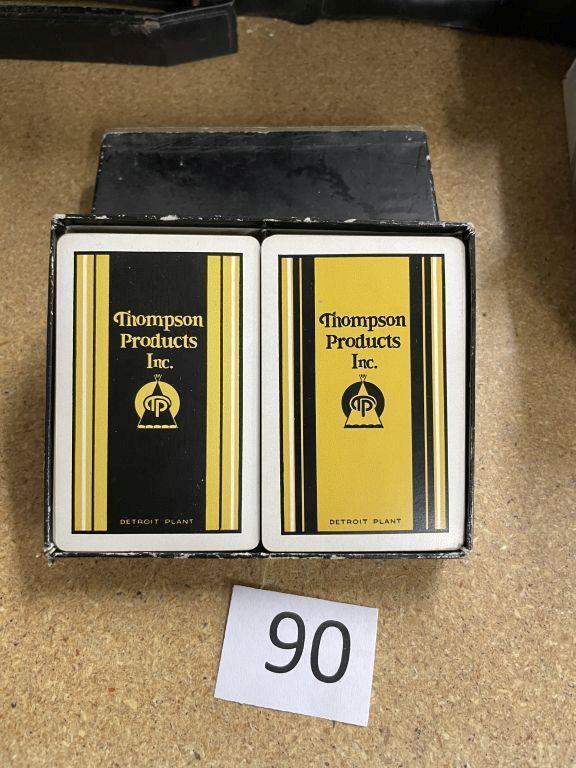 Thompson
Products
Inc.
TP
DETROIT PLANT
Thompson
Products
Inc.
TP
DETROIT PLANT
90